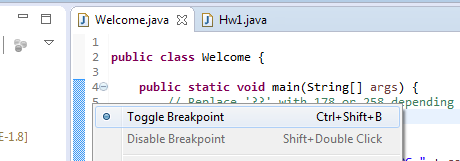 Welcome.java Hw1.java
1
2 public class Welcome {
3
4 public static void main(String[] args) {
5 // Replace '??' with 178 or 258 depending
Toggle Breakpoint Ctrl+Shift+B
E-1.8] Disable Breakpoint Shift+Double Click